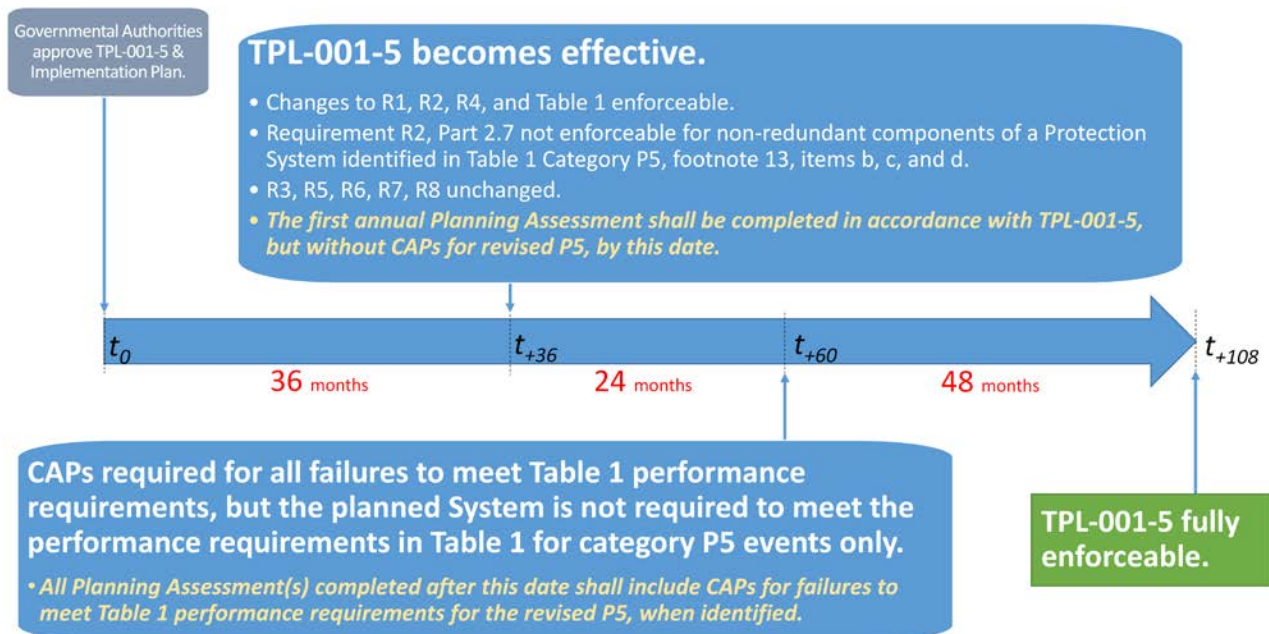 Governmental Authorities
approve TPL-001-5 &
Implementation Plan.
TPL-001-5 becomes effective.
• Changes to R1, R2, R4, and Table 1 enforceable.
• Requirement R2, Part 2.7 not enforceable for non-redundant components of a Protection
System identified in Table 1 Category P5, footnote 13, items b, c, and d.
• R3, R5, R6, R7, R8 unchanged.
• The first annual Planning Assessment shall be completed in accordance with TPL-001-5,
but without CAPs for revised P5, by this date.
t0
t+36
t+60
t+108
36 months
24 months
48 months
CAPs required for all failures to meet Table 1 performance
requirements, but the planned System is not required to meet the
performance requirements in Table 1 for category P5 events only.
• All Planning Assessment(s) completed after this date shall include CAPs for failures to
meet Table 1 performance requirements for the revised P5, when identified.
TPL-001-5 fully
enforceable.